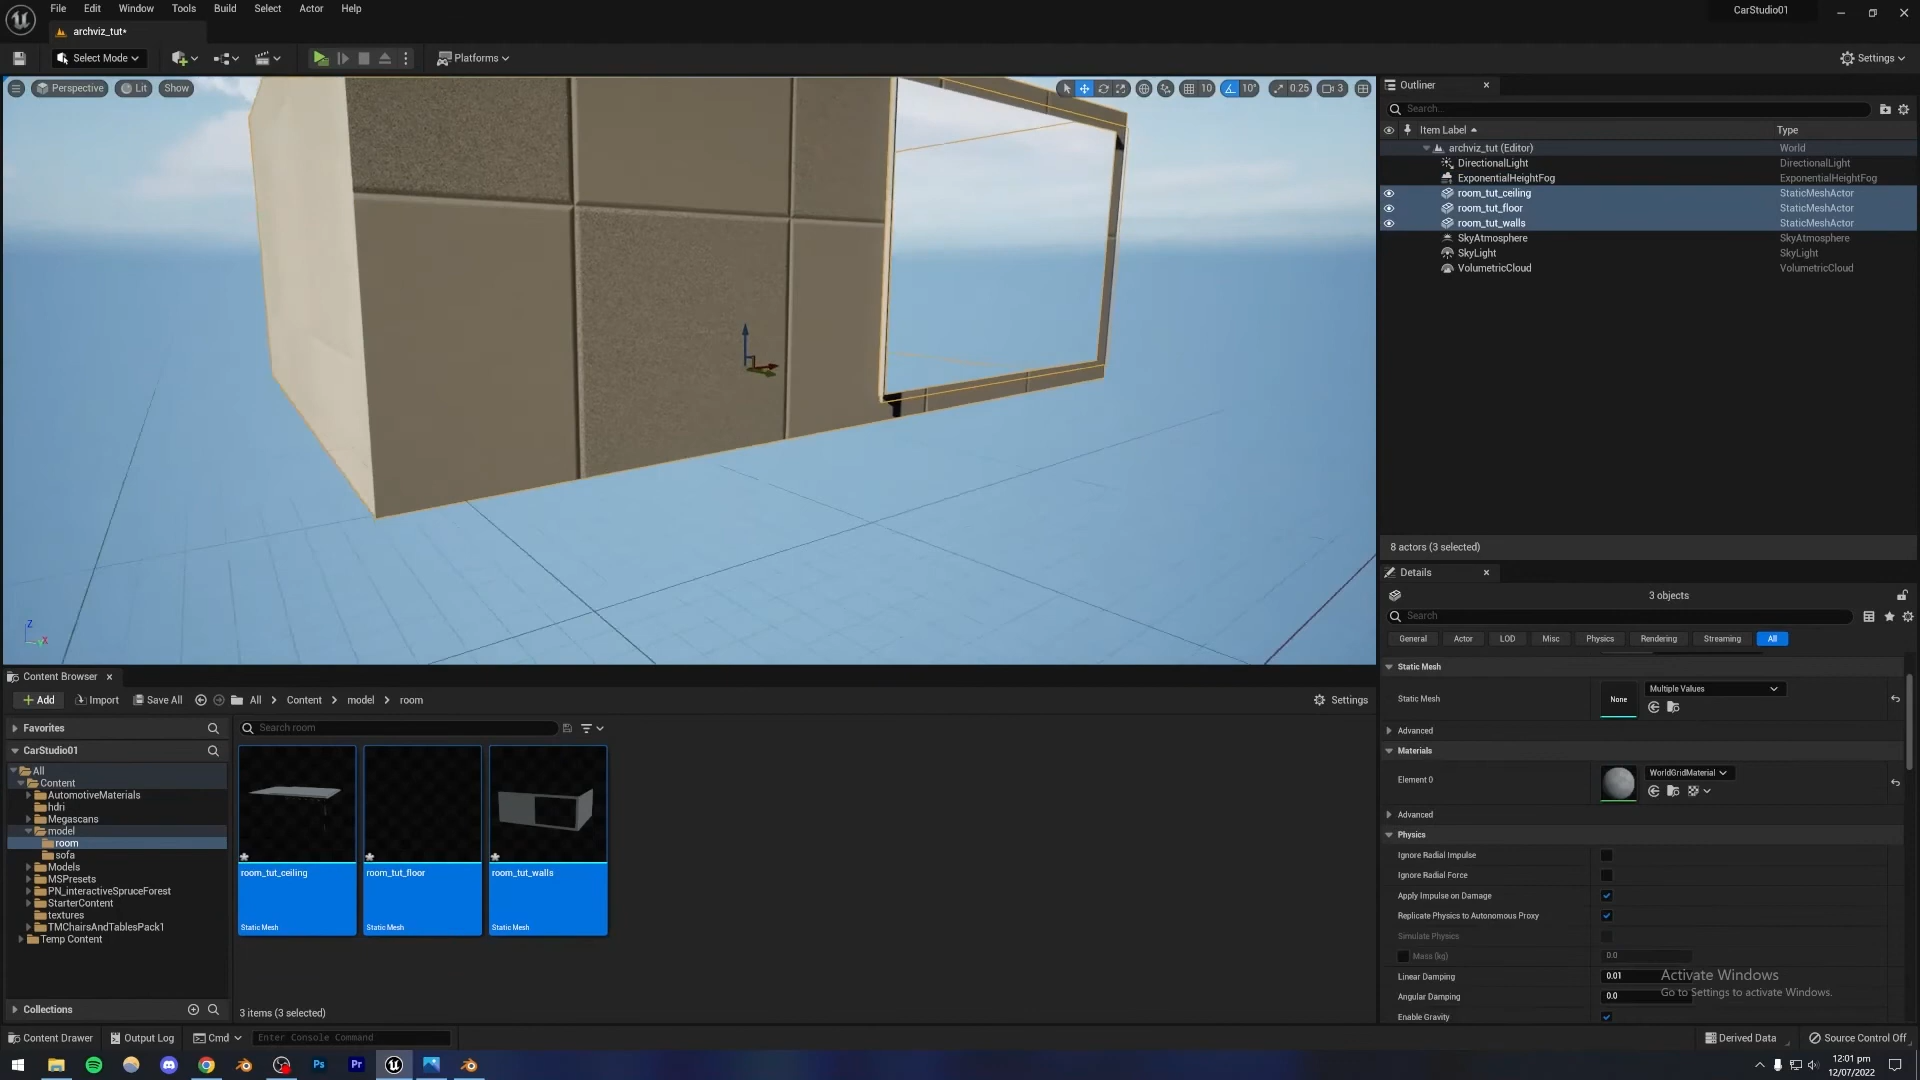 File Edit Window Tools Build Select Actor Help
CarStudio01
archviz_tut*
Select Mode
Platforms
Settings
Perspective Lit Show
10 10° 0.25 3
Outliner
Search...
Item Label Type
archviz_tut (Editor) World
DirectionalLight DirectionalLight
ExponentialHeightFog ExponentialHeightFog
room_tut_ceiling StaticMeshActor
room_tut_floor StaticMeshActor
room_tut_walls StaticMeshActor
SkyAtmosphere SkyAtmosphere
SkyLight SkyLight
VolumetricCloud VolumetricCloud
8 actors (3 selected)
Details
3 objects
Search
General Actor LOD Misc Physics Rendering Streaming All
Static Mesh
Static Mesh None Multiple Values
Advanced
Materials
Element 0 WorldGridMaterial
Advanced
Physics
Ignore Radial Impulse
Ignore Radial Force
Apply Impulse on Damage
Replicate Physics to Autonomous Proxy
Simulate Physics
Mass (kg) 0.0
Linear Damping 0.01
Angular Damping 0.0
Enable Gravity
Activate Windows
Go to Settings to activate Windows.
Z
X
Content Browser
Add Import Save All All Content model room
Settings
Favorites
Search room
CarStudio01
All
Content
AutomotiveMaterials
hdri
Megascans
model
room
sofa
Models
MSPresets
PN_interactiveSpruceForest
StarterContent
textures
TMChairsAndTablesPack1
Temp Content
room_tut_ceiling room_tut_floor room_tut_walls
Static Mesh Static Mesh Static Mesh
Collections
3 items (3 selected)
Content Drawer Output Log Cmd Enter Console Command
Derived Data Source Control Off
Ps Pr
12:01 pm
12/07/2022